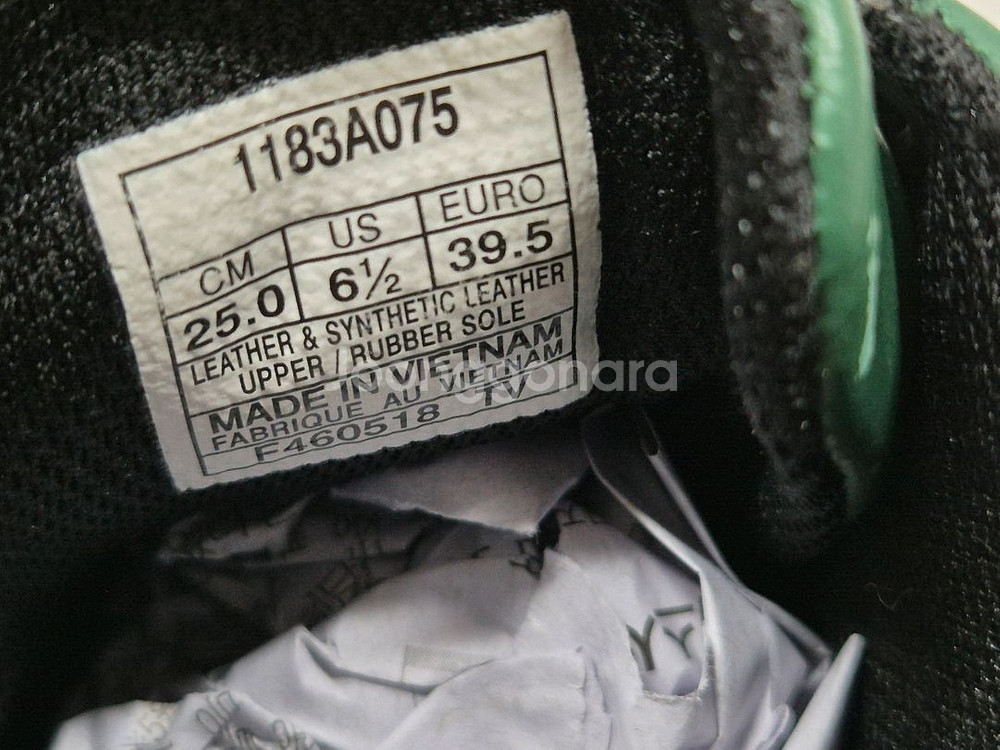 1183A075
CM US EURO
25.0 6½ 39.5
LEATHER & SYNTHETIC LEATHER
UPPER / RUBBER SOLE
MADE IN VIETNAM
FABRIQUE AU VIETNAM
F460518 TV